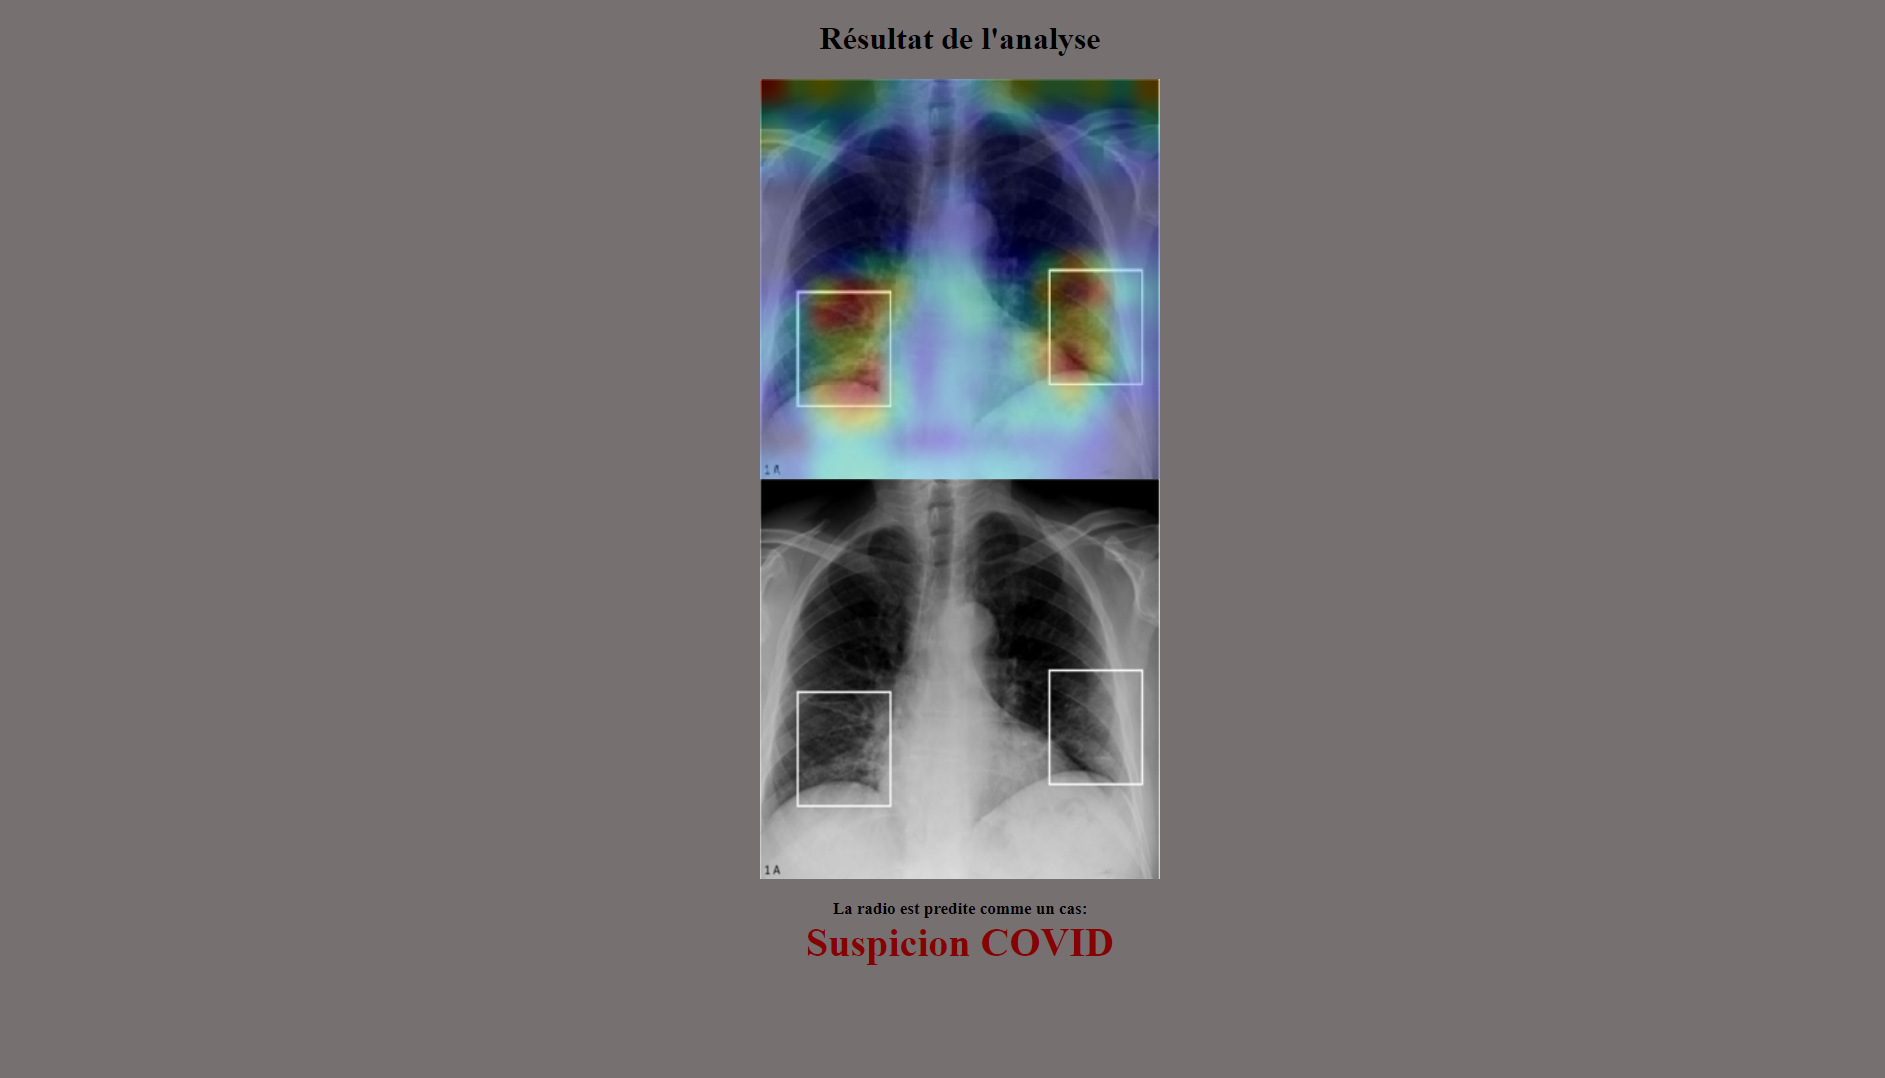 Résultat de l'analyse
1 A
1 A
La radio est predite comme un cas:
Suspicion COVID